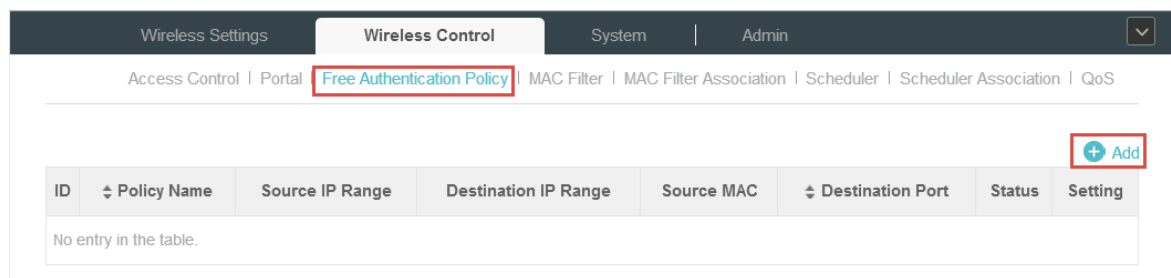 Wireless Settings Wireless Control System | Admin
Access Control | Portal | Free Authentication Policy | MAC Filter | MAC Filter Association | Scheduler | Scheduler Association | QoS
Add
ID Policy Name Source IP Range Destination IP Range Source MAC Destination Port Status Setting
No entry in the table.